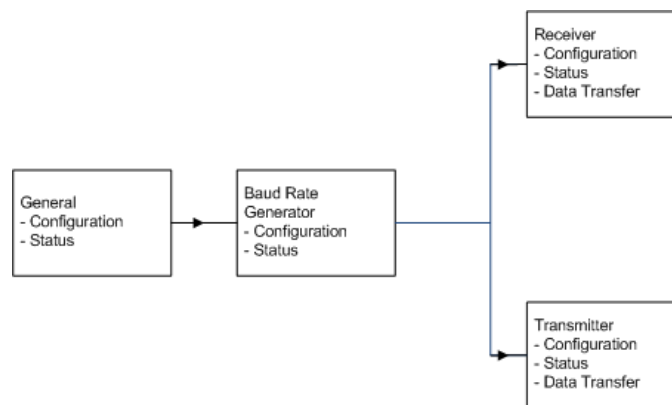 General
- Configuration
- Status
Baud Rate
Generator
- Configuration
- Status
Receiver
- Configuration
- Status
- Data Transfer
Transmitter
- Configuration
- Status
- Data Transfer